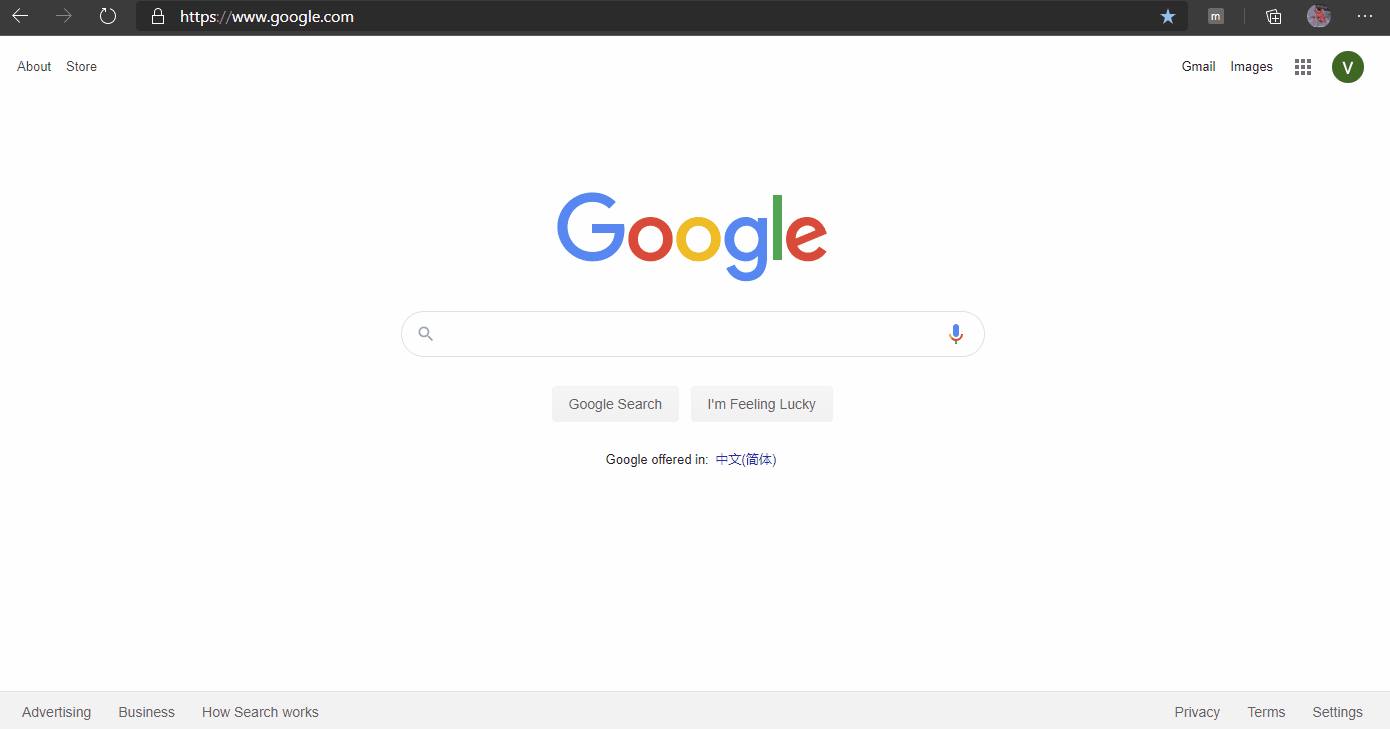 https://www.google.com
m
About Store Gmail Images V
Google
Google Search I'm Feeling Lucky
Google offered in: 中文(简体)
Advertising Business How Search works Privacy Terms Settings